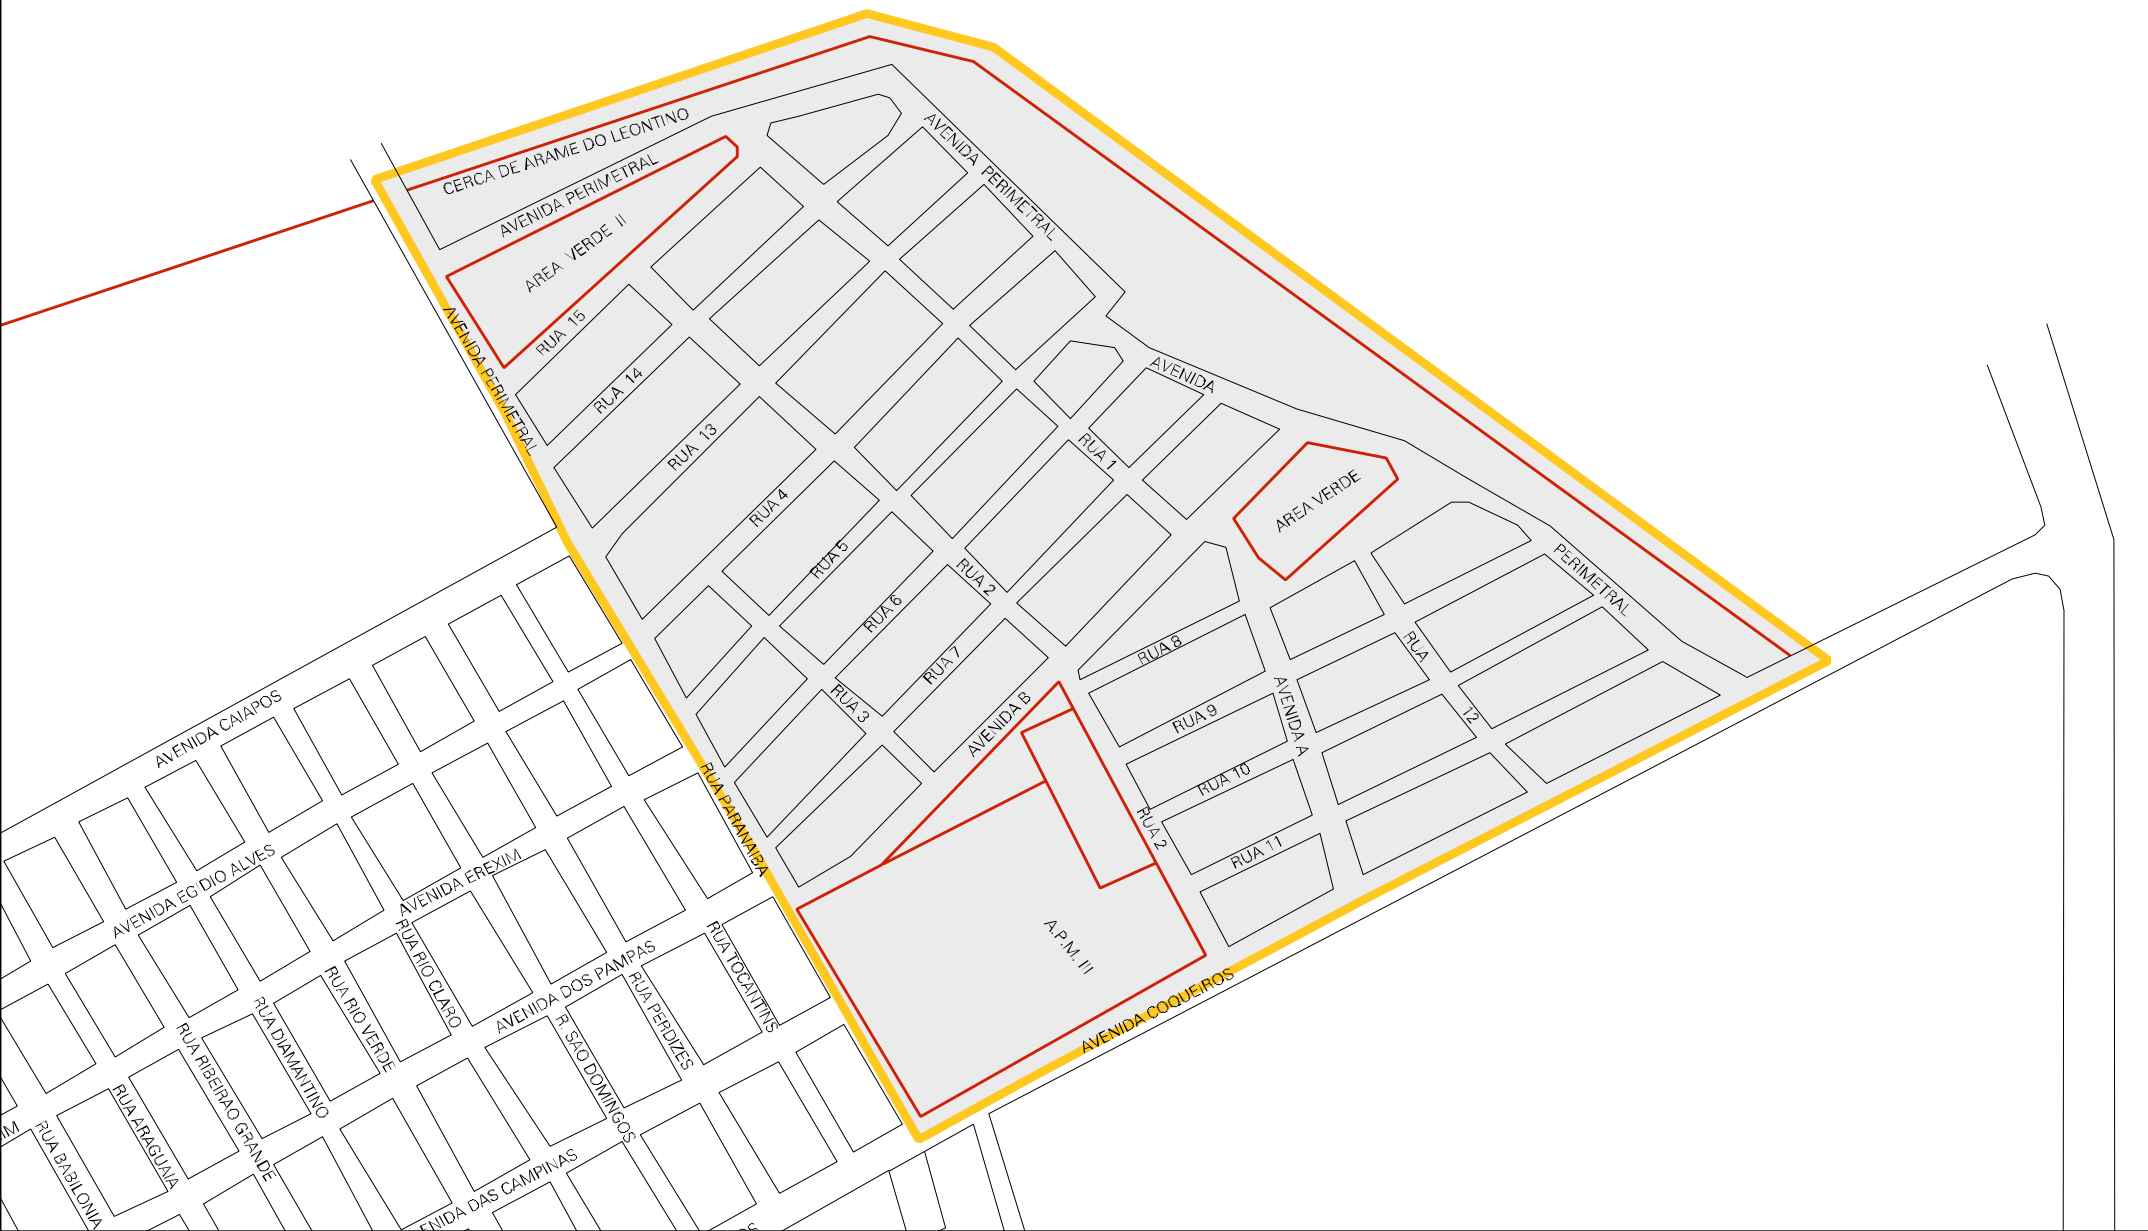 CERCA DE ARAME DO LEONTINO
AVENIDA PERIMETRAL
AREA VERDE II
AVENIDA PERIMETRAL
AVENIDA PERIMETRAL
RUA 15
RUA 14
RUA 13
RUA 4
RUA 5
RUA 6
RUA 7
AVENIDA B
RUA 1
RUA 2
RUA 3
AVENIDA
PERIMETRAL
AREA VERDE
RUA 8
RUA 9
RUA 10
RUA 11
AVENIDA A
RUA
12
RUA 2
A.P.M. III
AVENIDA COQUEIROS
RUA PARANAIBA
AVENIDA CAIAPOS
AVENIDA EGIDIO ALVES
AVENIDA EREXIM
AVENIDA DOS PAMPAS
RUA TOCANTINS
RUA PERDIZES
R. SAO DOMINGOS
RUA RIO CLARO
RUA RIO VERDE
RUA DIAMANTINO
RUA RIBEIRAO GRANDE
RUA ARAGUAIA
RUA BABILONIA
IM
ENIDA DAS CAMPINAS